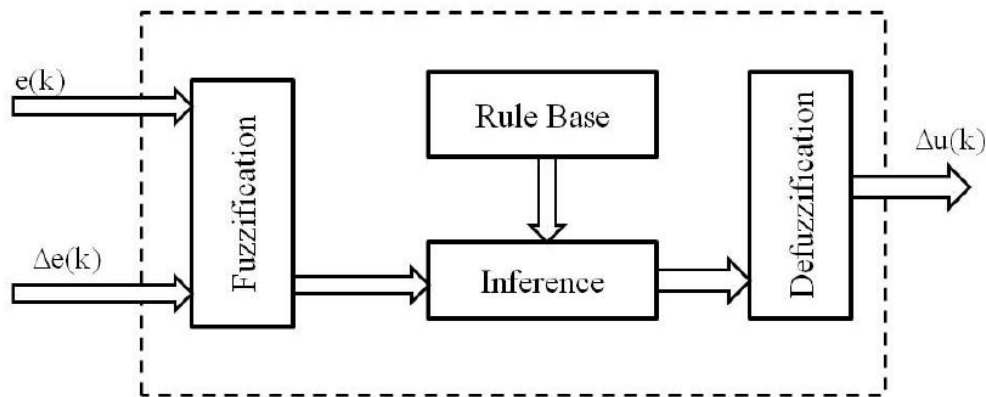 e(k)
Δe(k)
Fuzzification
Rule Base
Inference
Defuzzification
Δu(k)